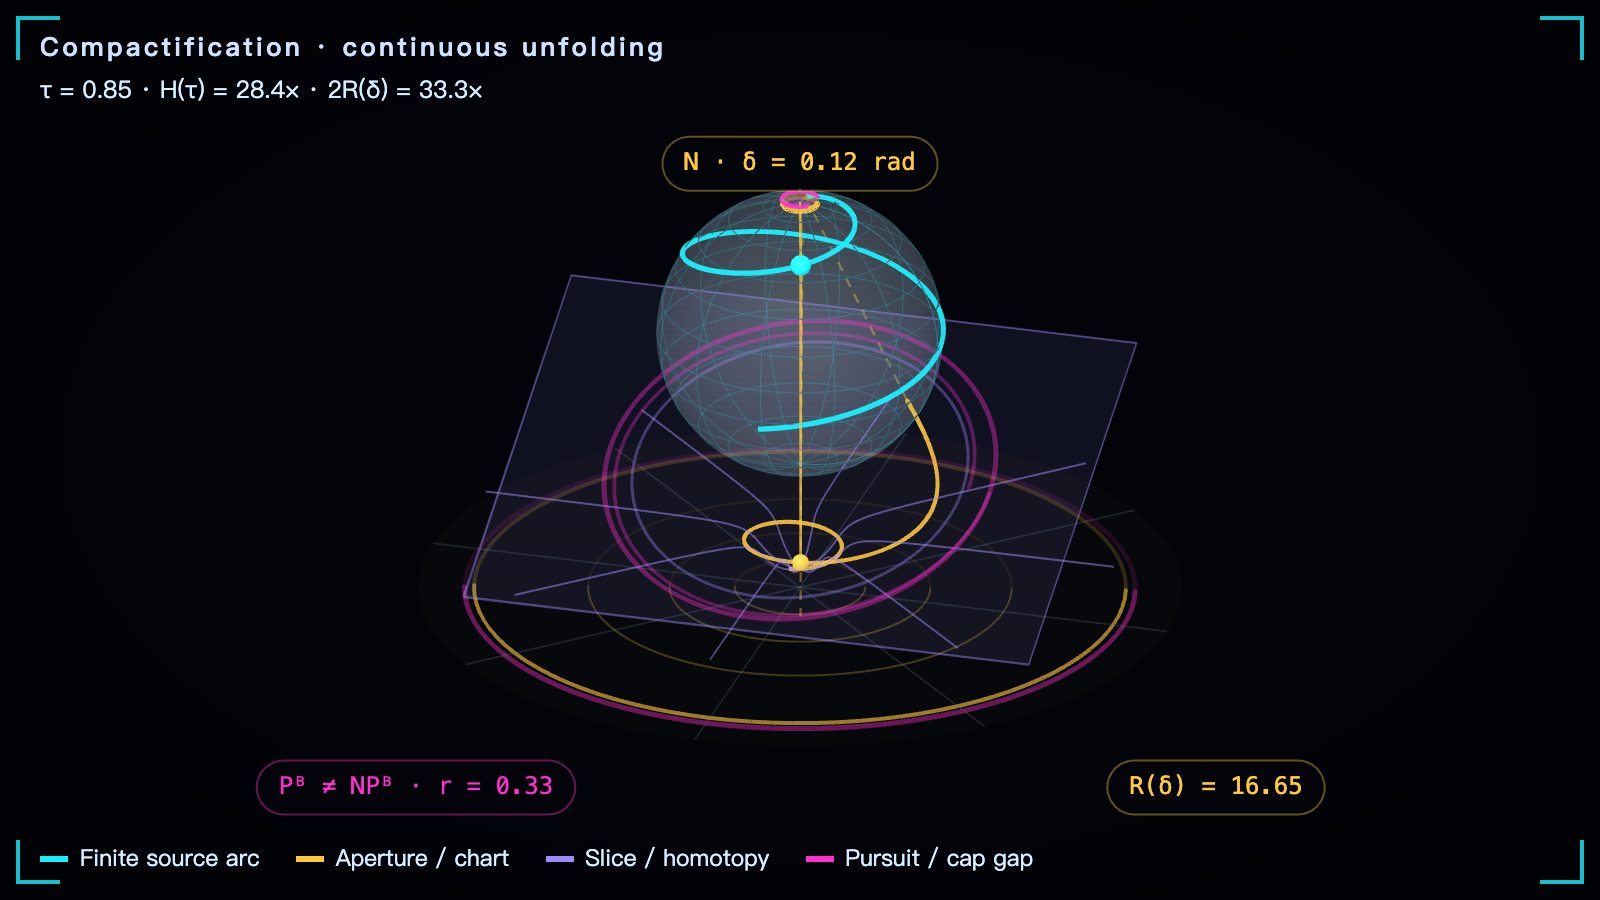 Compactification · continuous unfolding
τ = 0.85 · H(τ) = 28.4× · 2R(δ) = 33.3×
N · δ = 0.12 rad
Pᴮ ≠ NPᴮ · r = 0.33
R(δ) = 16.65
Finite source arc
Aperture / chart
Slice / homotopy
Pursuit / cap gap